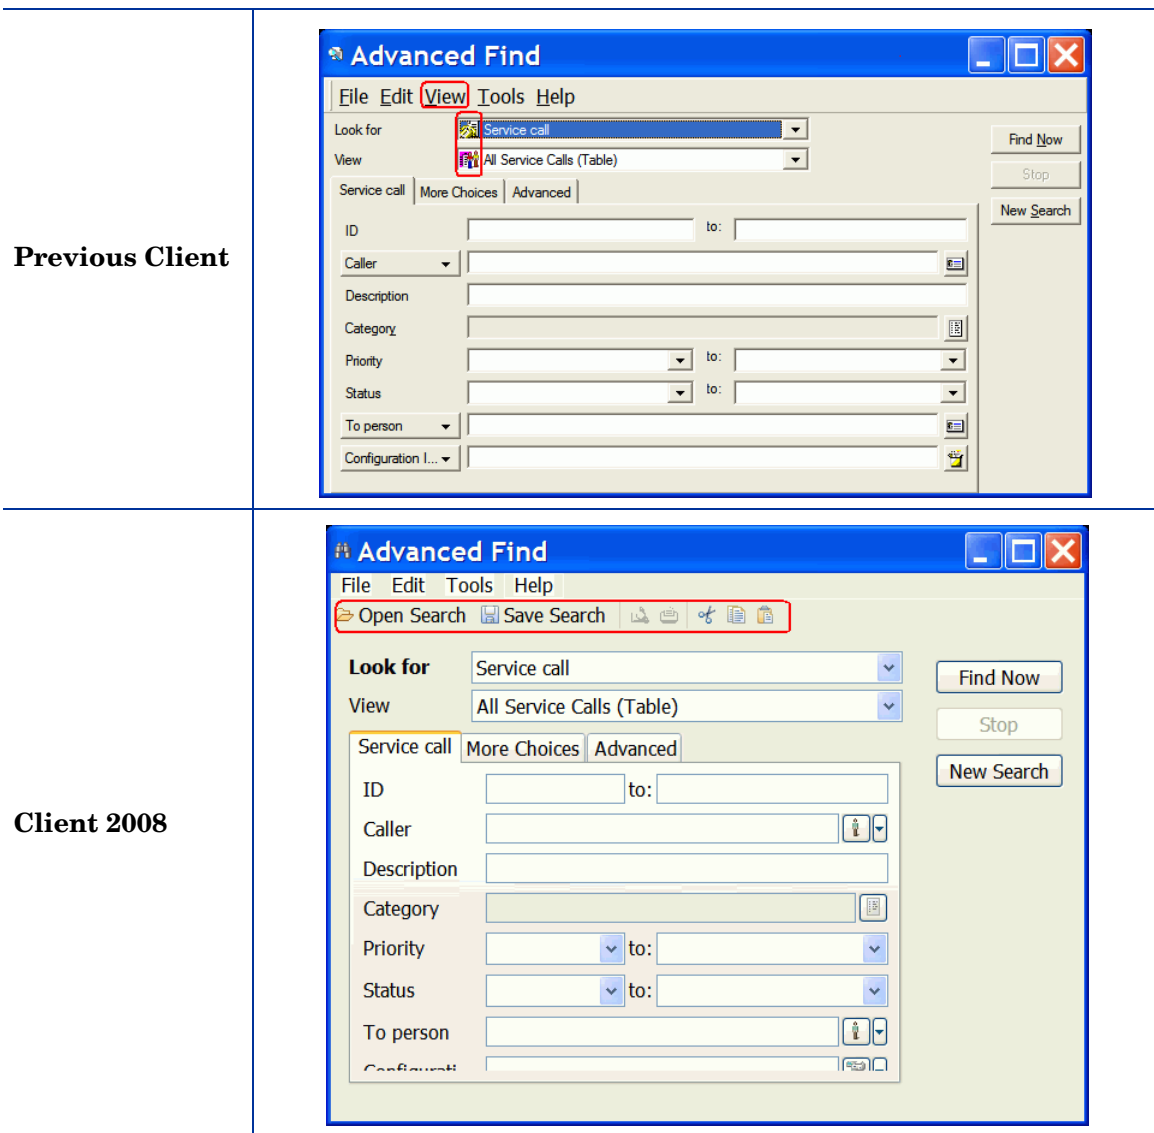 Previous Client
Advanced Find
File Edit View Tools Help
Look for Service call
View All Service Calls (Table)
Find Now
Stop
New Search
Service call More Choices Advanced
ID to:
Caller
Description
Category
Priority to:
Status to:
To person
Configuration I...
Client 2008
Advanced Find
File Edit Tools Help
Open Search Save Search
Look for Service call
View All Service Calls (Table)
Find Now
Stop
New Search
Service call More Choices Advanced
ID to:
Caller
Description
Category
Priority to:
Status to:
To person
Configurati